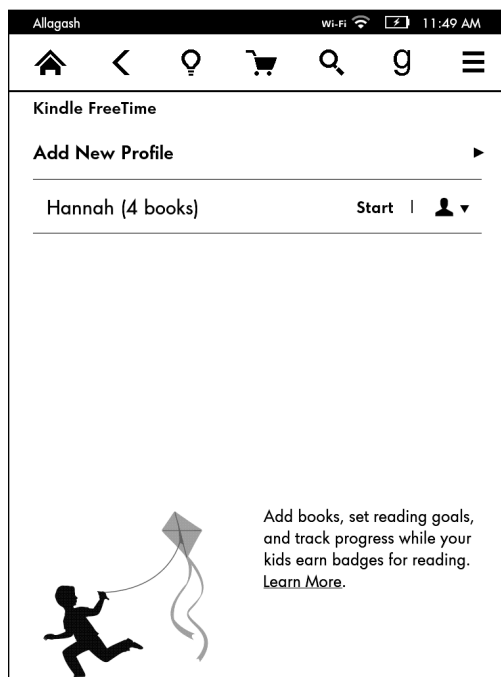 Allagash Wi-Fi 11:49 AM
g
Kindle FreeTime
Add New Profile
Hannah (4 books) Start |
Add books, set reading goals,
and track progress while your
kids earn badges for reading.
Learn More.